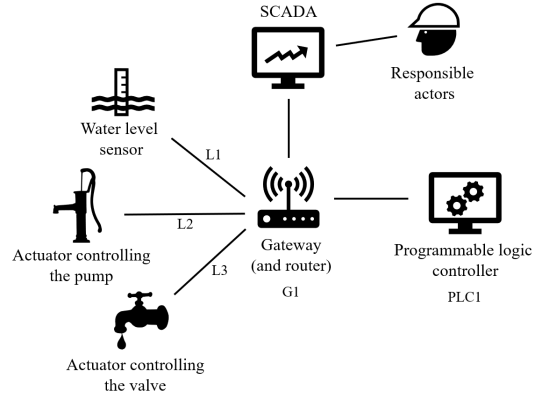 SCADA
Responsible
actors
Water level
sensor
L1
L2
Actuator controlling
the pump
L3
Gateway
(and router)
G1
Programmable logic
controller
PLC1
Actuator controlling
the valve